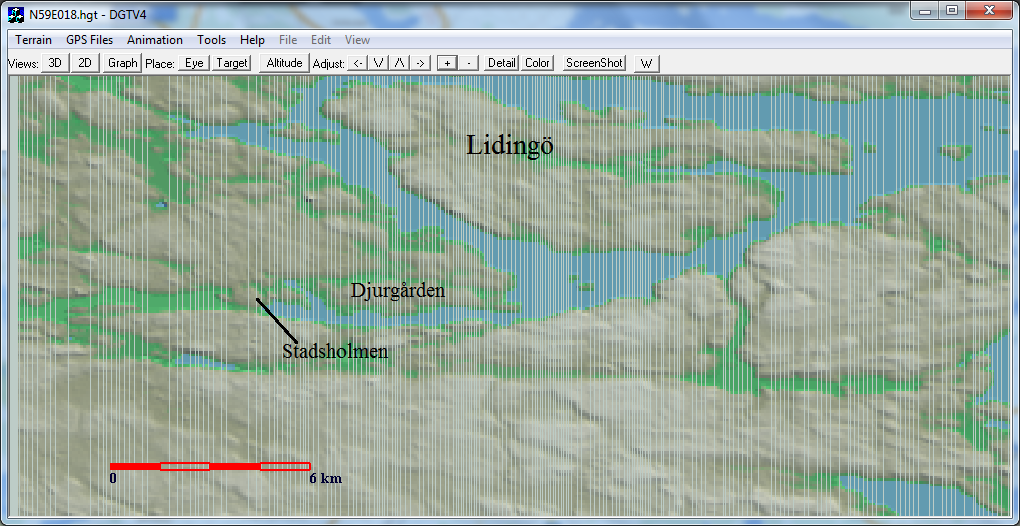 N59E018.hgt - DGTV4
Terrain GPS Files Animation Tools Help File Edit View
Views: 3D 2D Graph Place: Eye Target Altitude Adjust: <- \/ /\ -> + - Detail Color ScreenShot W
Lidingö
Djurgården
Stadsholmen
0 6 km